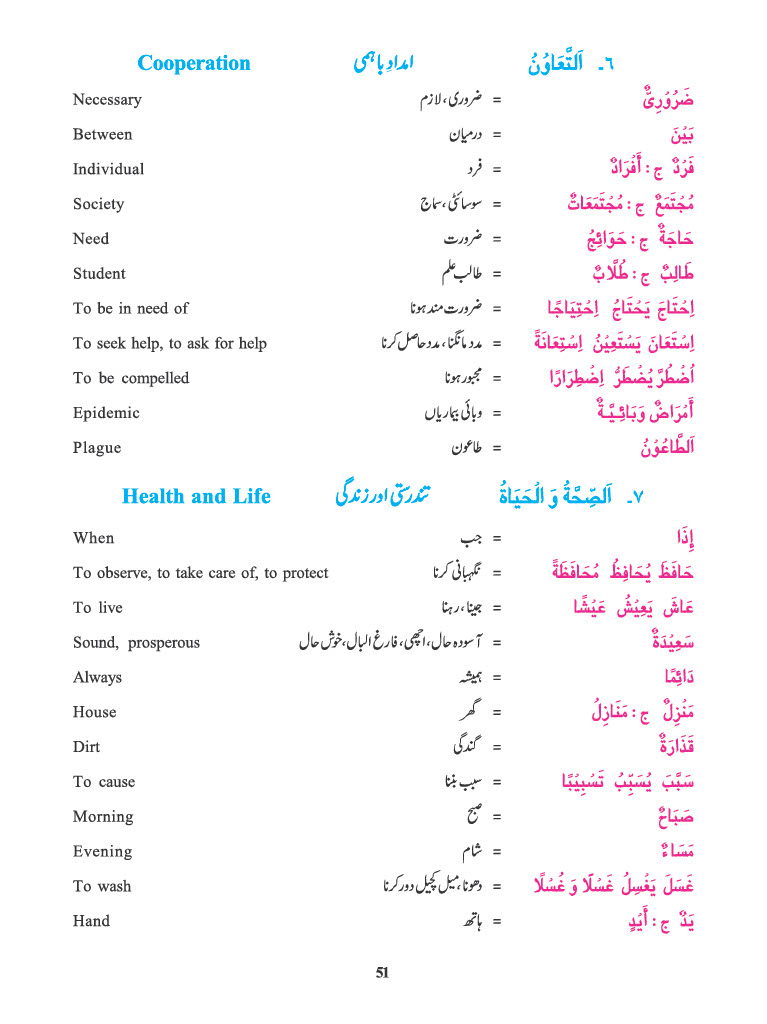 Cooperation امدادِ باہمی ٦۔ اَلتَّعَاوُنُ
Necessary ضروری، لازم = ضَرُوْرِىٌّ
Between درمیان = بَيْنَ
Individual فرد = فَرْدٌ ج : أَفْرَادٌ
Society سوسائٹی، سماج = مُجْتَمَعٌ ج : مُجْتَمَعَاتٌ
Need ضرورت = حَاجَةٌ ج : حَوَائِجُ
Student طالب علم = طَالِبٌ ج : طُلَّابٌ
To be in need of ضرورت مند ہونا = اِحْتَاجَ يَحْتَاجُ اِحْتِيَاجًا
To seek help, to ask for help مدد مانگنا، مدد حاصل کرنا = اِسْتَعَانَ يَسْتَعِيْنُ اِسْتِعَانَةً
To be compelled مجبور ہونا = اُضْطُرَّ يُضْطَرُّ اِضْطِرَارًا
Epidemic وبائی بیماریاں = أَمْرَاضٌ وَبَائِـيَّـةٌ
Plague طاعون = اَلطَّاعُوْنُ
Health and Life تندرستی اور زندگی ٧۔ اَلصِّحَّةُ وَ الْحَيَاةُ
When جب = إِذَا
To observe, to take care of, to protect نگہبانی کرنا = حَافَظَ يُحَافِظُ مُحَافَظَةً
To live جینا، رہنا = عَاشَ يَعِيْشُ عَيْشًا
Sound, prosperous آسودہ حال، اچھی، فارغ البال، خوش حال = سَعِيْدَةٌ
Always ہمیشہ = دَائِمًا
House گھر = مَنْزِلٌ ج : مَنَازِلُ
Dirt گندگی = قَذَارَةٌ
To cause سبب بننا = سَبَّبَ يُسَبِّبُ تَسْبِيْبًا
Morning صبح = صَبَاحٌ
Evening شام = مَسَاءٌ
To wash دھونا، میل کچیل دور کرنا = غَسَلَ يَغْسِلُ غَسْلًا وَ غُسْلًا
Hand ہاتھ = يَدٌ ج : أَيْدٍ
51